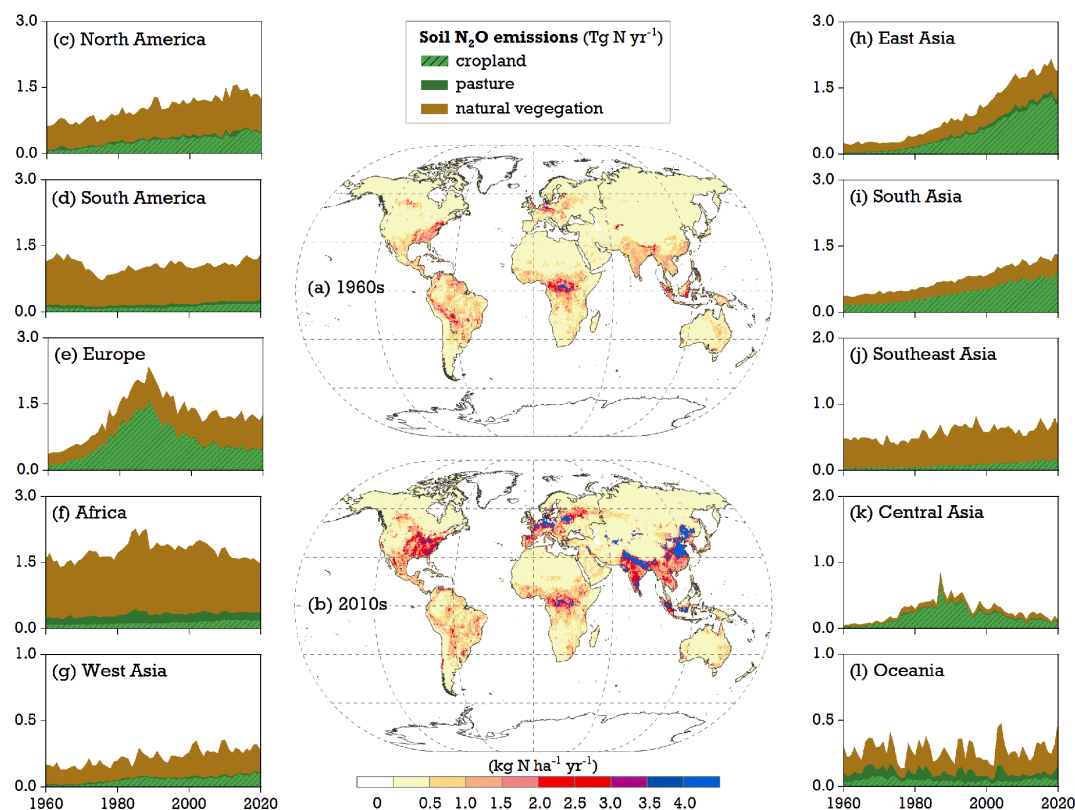 3.0
(c) North America
1.5
0.0
3.0
(d) South America
1.5
0.0
3.0
(e) Europe
1.5
0.0
3.0
(f) Africa
1.5
0.0
1.0
(g) West Asia
0.5
0.0
1960 1980 2000 2020
Soil N₂O emissions (Tg N yr⁻¹)
cropland
pasture
natural vegegation
(a) 1960s
(b) 2010s
(kg N ha⁻¹ yr⁻¹)
0 0.5 1.0 1.5 2.0 2.5 3.0 3.5 4.0
3.0
(h) East Asia
1.5
0.0
3.0
(i) South Asia
1.5
0.0
2.0
(j) Southeast Asia
1.0
0.0
2.0
(k) Central Asia
1.0
0.0
1.0
(l) Oceania
0.5
0.0
1960 1980 2000 2020